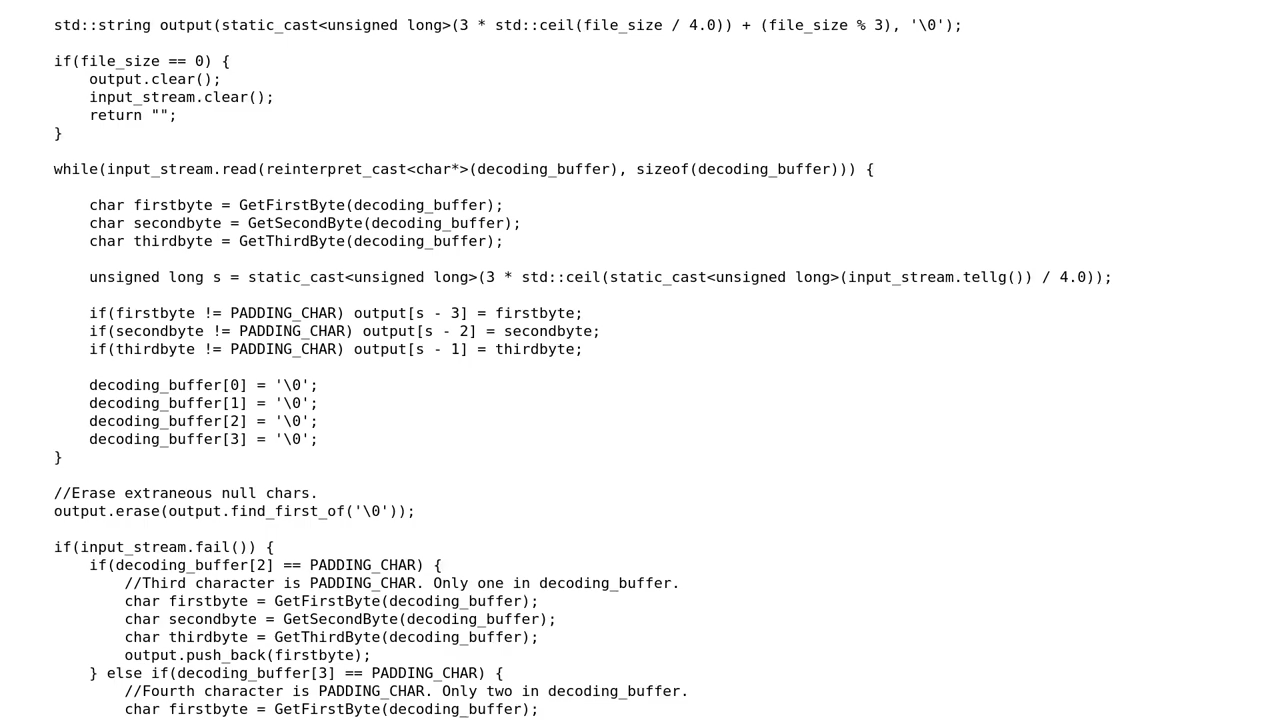 std::string output(static_cast<unsigned long>(3 * std::ceil(file_size / 4.0)) + (file_size % 3), '\0');
if(file_size == 0) {
output.clear();
input_stream.clear();
return "";
}
while(input_stream.read(reinterpret_cast<char*>(decoding_buffer), sizeof(decoding_buffer))) {
char firstbyte = GetFirstByte(decoding_buffer);
char secondbyte = GetSecondByte(decoding_buffer);
char thirdbyte = GetThirdByte(decoding_buffer);
unsigned long s = static_cast<unsigned long>(3 * std::ceil(static_cast<unsigned long>(input_stream.tellg()) / 4.0));
if(firstbyte != PADDING_CHAR) output[s - 3] = firstbyte;
if(secondbyte != PADDING_CHAR) output[s - 2] = secondbyte;
if(thirdbyte != PADDING_CHAR) output[s - 1] = thirdbyte;
decoding_buffer[0] = '\0';
decoding_buffer[1] = '\0';
decoding_buffer[2] = '\0';
decoding_buffer[3] = '\0';
}
//Erase extraneous null chars.
output.erase(output.find_first_of('\0'));
if(input_stream.fail()) {
if(decoding_buffer[2] == PADDING_CHAR) {
//Third character is PADDING_CHAR. Only one in decoding_buffer.
char firstbyte = GetFirstByte(decoding_buffer);
char secondbyte = GetSecondByte(decoding_buffer);
char thirdbyte = GetThirdByte(decoding_buffer);
output.push_back(firstbyte);
} else if(decoding_buffer[3] == PADDING_CHAR) {
//Fourth character is PADDING_CHAR. Only two in decoding_buffer.
char firstbyte = GetFirstByte(decoding_buffer);